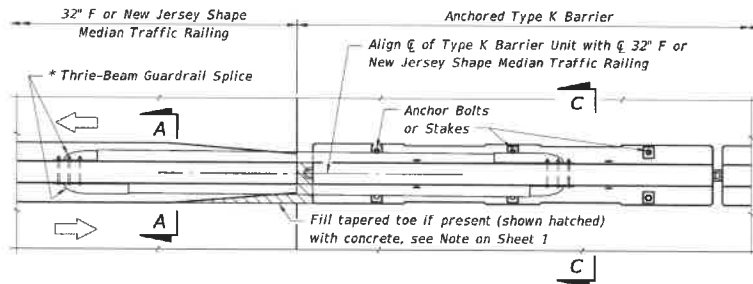 32" F or New Jersey Shape
Median Traffic Railing
Anchored Type K Barrier
Align ℄ of Type K Barrier Unit with ℄ 32" F or
New Jersey Shape Median Traffic Railing
* Thrie-Beam Guardrail Splice
C
A
Anchor Bolts
or Stakes
A
Fill tapered toe if present (shown hatched)
with concrete, see Note on Sheet 1
C